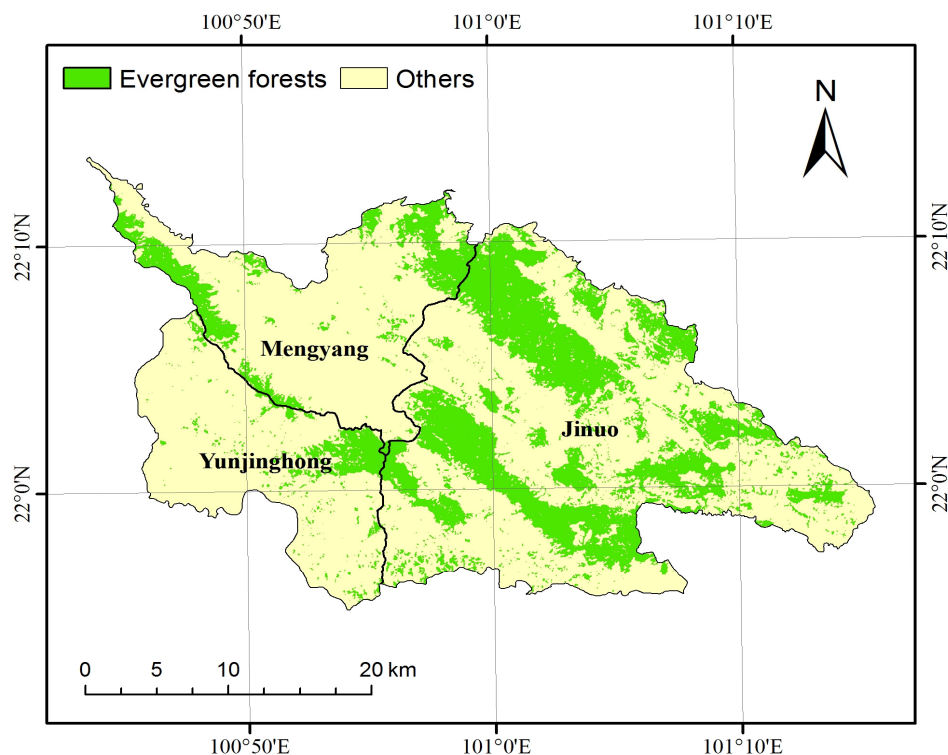 100°50'E 101°0'E 101°10'E
Evergreen forests Others
N
22°10'N 22°10'N
Mengyang
Jinuo
Yunjinghong
22°0'N 22°0'N
0 5 10 20 km
100°50'E 101°0'E 101°10'E